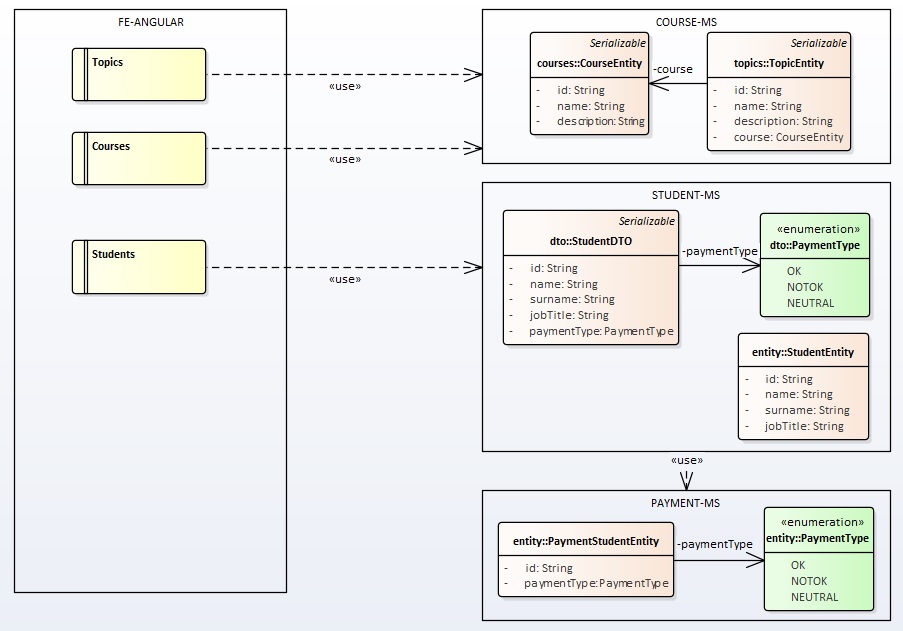 FE-ANGULAR
Topics
Courses
Students
«use»
«use»
«use»
COURSE-MS
Serializable
courses::CourseEntity
- id: String
- name: String
- description: String
-course
Serializable
topics::TopicEntity
- id: String
- name: String
- description: String
- course: CourseEntity
STUDENT-MS
Serializable
dto::StudentDTO
- id: String
- name: String
- surname: String
- jobTitle: String
- paymentType: PaymentType
-paymentType
«enumeration»
dto::PaymentType
OK
NOTOK
NEUTRAL
entity::StudentEntity
- id: String
- name: String
- surname: String
- jobTitle: String
«use»
PAYMENT-MS
entity::PaymentStudentEntity
- id: String
- paymentType: PaymentType
-paymentType
«enumeration»
entity::PaymentType
OK
NOTOK
NEUTRAL